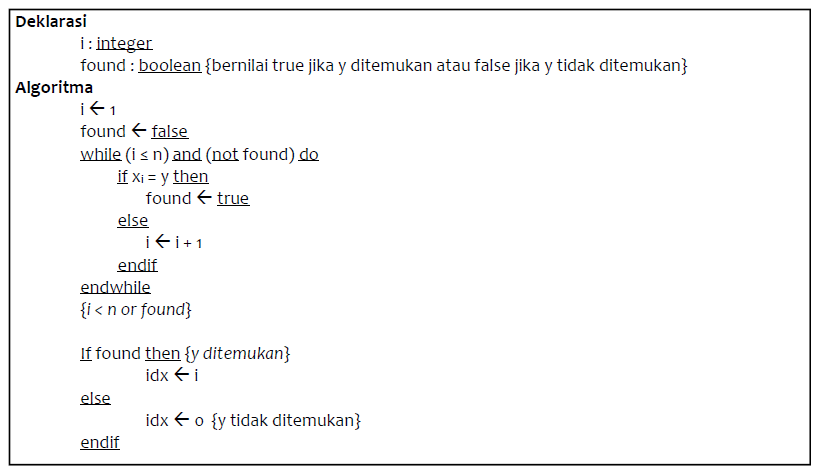 Deklarasi
i : integer
found : boolean {bernilai true jika y ditemukan atau false jika y tidak ditemukan}
Algoritma
i ← 1
found ← false
while (i ≤ n) and (not found) do
if xᵢ = y then
found ← true
else
i ← i + 1
endif
endwhile
{i < n or found}
If found then {y ditemukan}
idx ← i
else
idx ← 0 {y tidak ditemukan}
endif